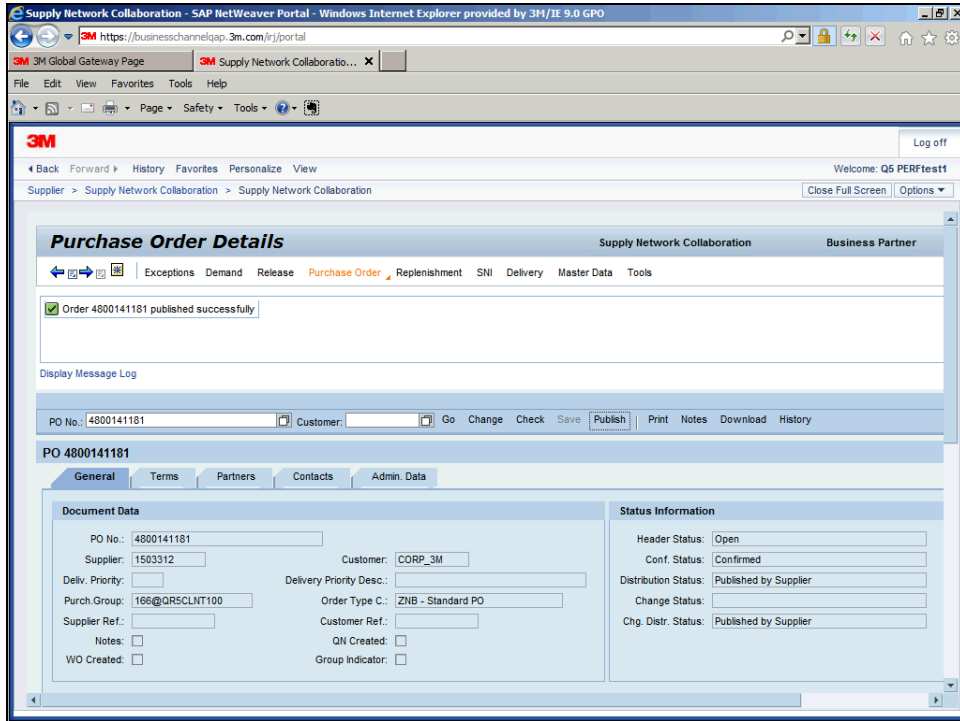 Supply Network Collaboration - SAP NetWeaver Portal - Windows Internet Explorer provided by 3M/IE 9.0 GPO
3M https://businesschannelqap.3m.com/irj/portal
3M 3M Global Gateway Page 3M Supply Network Collaboratio... X
File Edit View Favorites Tools Help
Page Safety Tools
3M Log off
Back Forward History Favorites Personalize View Welcome: Q5 PERFtest1
Supplier > Supply Network Collaboration > Supply Network Collaboration Close Full Screen Options
Purchase Order Details Supply Network Collaboration Business Partner
Exceptions Demand Release Purchase Order Replenishment SNI Delivery Master Data Tools
Order 4800141181 published successfully
Display Message Log
PO No.: 4800141181 Customer: Go Change Check Save Publish Print Notes Download History
PO 4800141181
General Terms Partners Contacts Admin. Data
Document Data Status Information
PO No.: 4800141181 Header Status: Open
Supplier: 1503312 Customer: CORP_3M Conf. Status: Confirmed
Deliv. Priority: Delivery Priority Desc.: Distribution Status: Published by Supplier
Purch.Group: 166@QR5CLNT100 Order Type C.: ZNB - Standard PO Change Status:
Supplier Ref.: Customer Ref.: Chg. Distr. Status: Published by Supplier
Notes: QN Created:
WO Created: Group Indicator: